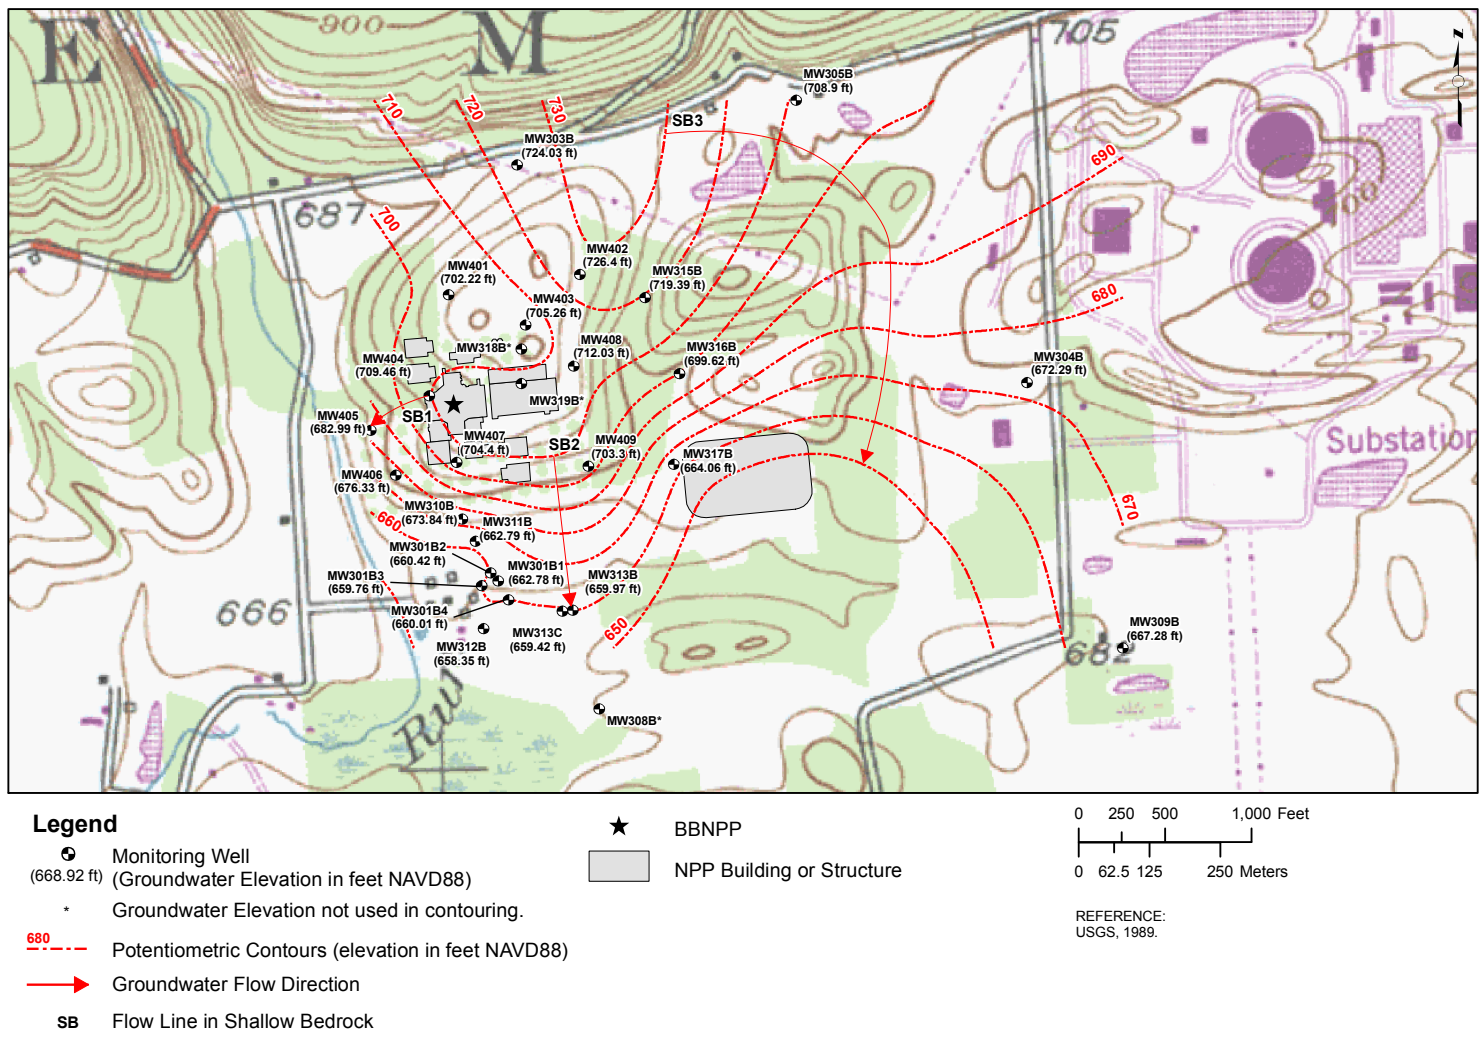 E
M
900
705
N
MW305B
(708.9 ft)
710
720
730
SB3
MW303B
(724.03 ft)
690
700
687
700
MW402
(726.4 ft)
MW401
(702.22 ft)
MW315B
(719.39 ft)
680
MW403
(705.26 ft)
MW318B*
MW408
(712.03 ft)
MW316B
(699.62 ft)
MW404
(709.46 ft)
MW304B
(672.29 ft)
MW319B*
SB1
MW405
(682.99 ft)
MW407
(704.4 ft)
SB2
MW409
(703.3 ft)
MW317B
(664.06 ft)
Substation
MW406
(676.33 ft)
MW310B
(673.84 ft)
660
MW311B
(662.79 ft)
670
MW301B2
(660.42 ft)
MW301B1
(662.78 ft)
MW301B3
(659.76 ft)
MW313B
(659.97 ft)
666
MW301B4
(660.01 ft)
MW313C
(659.42 ft)
650
MW309B
(667.28 ft)
MW312B
(658.35 ft)
682
MW308B*
Legend
Monitoring Well
(668.92 ft) (Groundwater Elevation in feet NAVD88)
* Groundwater Elevation not used in contouring.
680
Potentiometric Contours (elevation in feet NAVD88)
Groundwater Flow Direction
SB Flow Line in Shallow Bedrock
BBNPP
NPP Building or Structure
0 250 500 1,000 Feet
0 62.5 125 250 Meters
REFERENCE:
USGS, 1989.